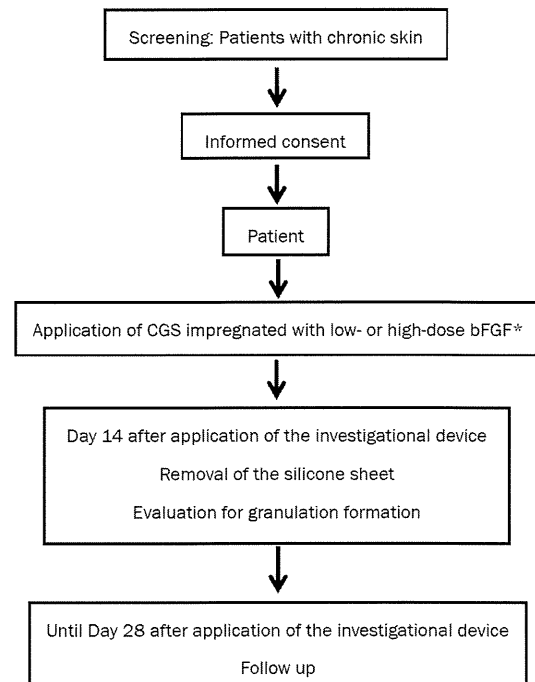 Screening: Patients with chronic skin
Informed consent
Patient
Application of CGS impregnated with low- or high-dose bFGF*
Day 14 after application of the investigational device
Removal of the silicone sheet
Evaluation for granulation formation
Until Day 28 after application of the investigational device
Follow up